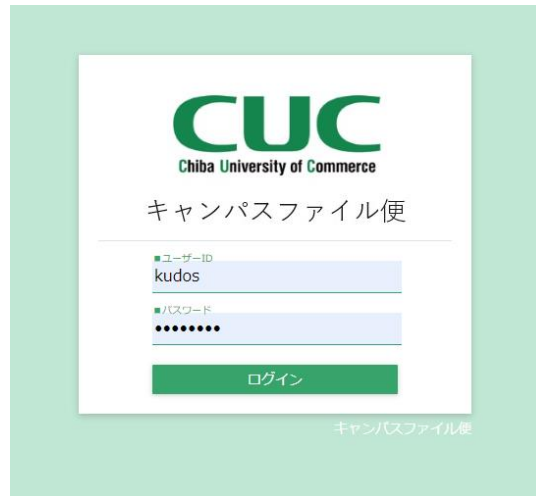 CUC
Chiba University of Commerce
キャンパスファイル便
■ユーザーID
kudos
■パスワード
••••••••
ログイン
キャンパスファイル便